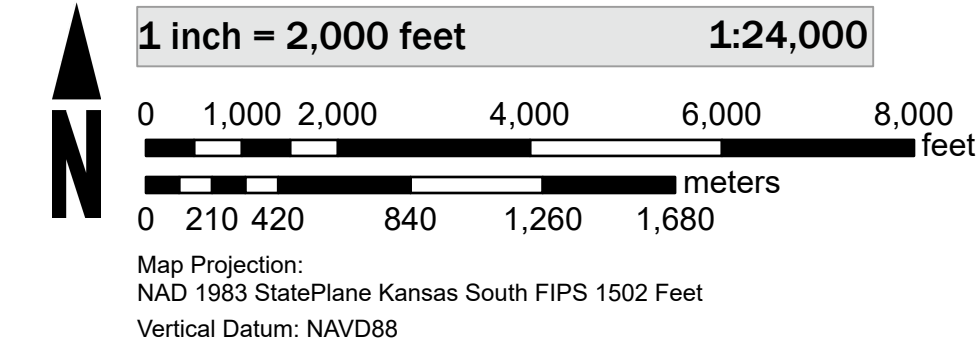 1 inch = 2,000 feet 1:24,000
0 1,000 2,000 4,000 6,000 8,000
feet
meters
0 210 420 840 1,260 1,680
N
Map Projection:
NAD 1983 StatePlane Kansas South FIPS 1502 Feet
Vertical Datum: NAVD88